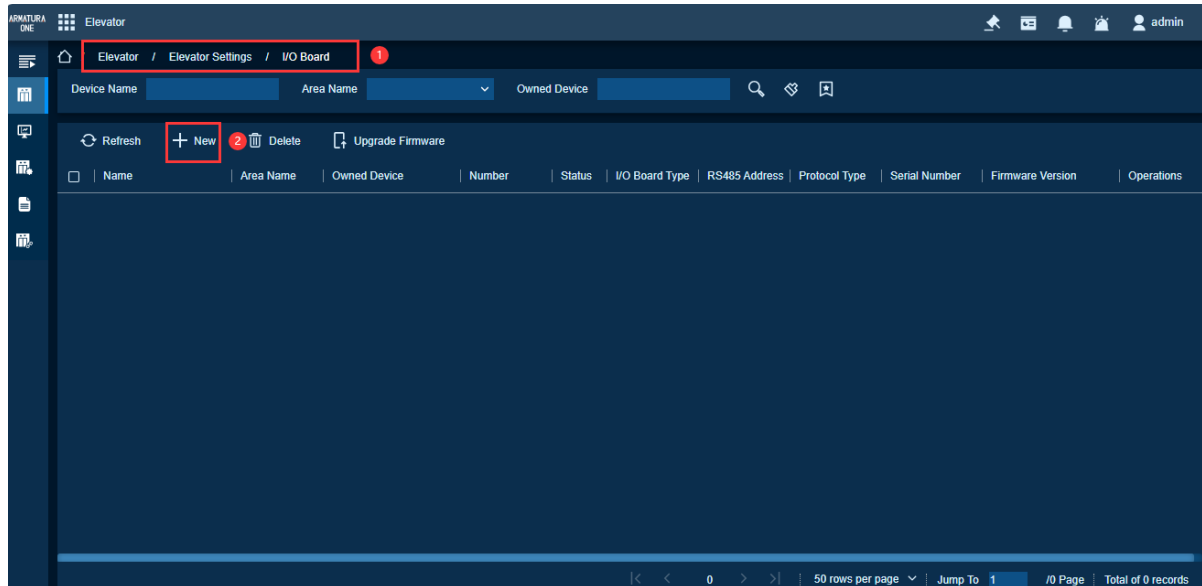 ARMATURA
ONE
Elevator
admin
Elevator / Elevator Settings / I/O Board
1
Device Name
Area Name
Owned Device
Refresh
New
2
Delete
Upgrade Firmware
Name
Area Name
Owned Device
Number
Status
I/O Board Type
RS485 Address
Protocol Type
Serial Number
Firmware Version
Operations
0
50 rows per page
Jump To
1
/0 Page
Total of 0 records